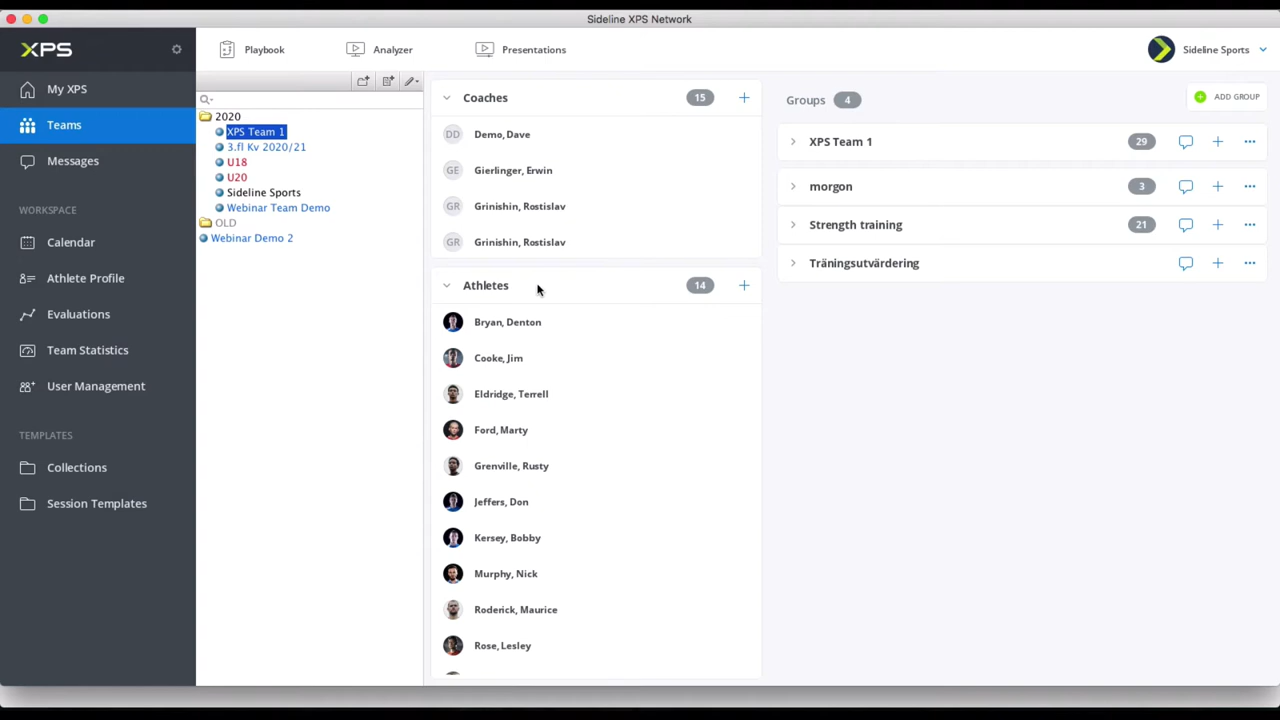 Sideline XPS Network
XPS
Playbook
Analyzer
Presentations
Sideline Sports
My XPS
Teams
Messages
WORKSPACE
Calendar
Athlete Profile
Evaluations
Team Statistics
User Management
TEMPLATES
Collections
Session Templates
2020
XPS Team 1
3.fl Kv 2020/21
U18
U20
Sideline Sports
Webinar Team Demo
OLD
Webinar Demo 2
Coaches 15
DD Demo, Dave
GE Gierlinger, Erwin
GR Grinishin, Rostislav
GR Grinishin, Rostislav
Athletes 14
Bryan, Denton
Cooke, Jim
Eldridge, Terrell
Ford, Marty
Grenville, Rusty
Jeffers, Don
Kersey, Bobby
Murphy, Nick
Roderick, Maurice
Rose, Lesley
Groups 4
ADD GROUP
XPS Team 1 29
morgon 3
Strength training 21
Träningsutvärdering